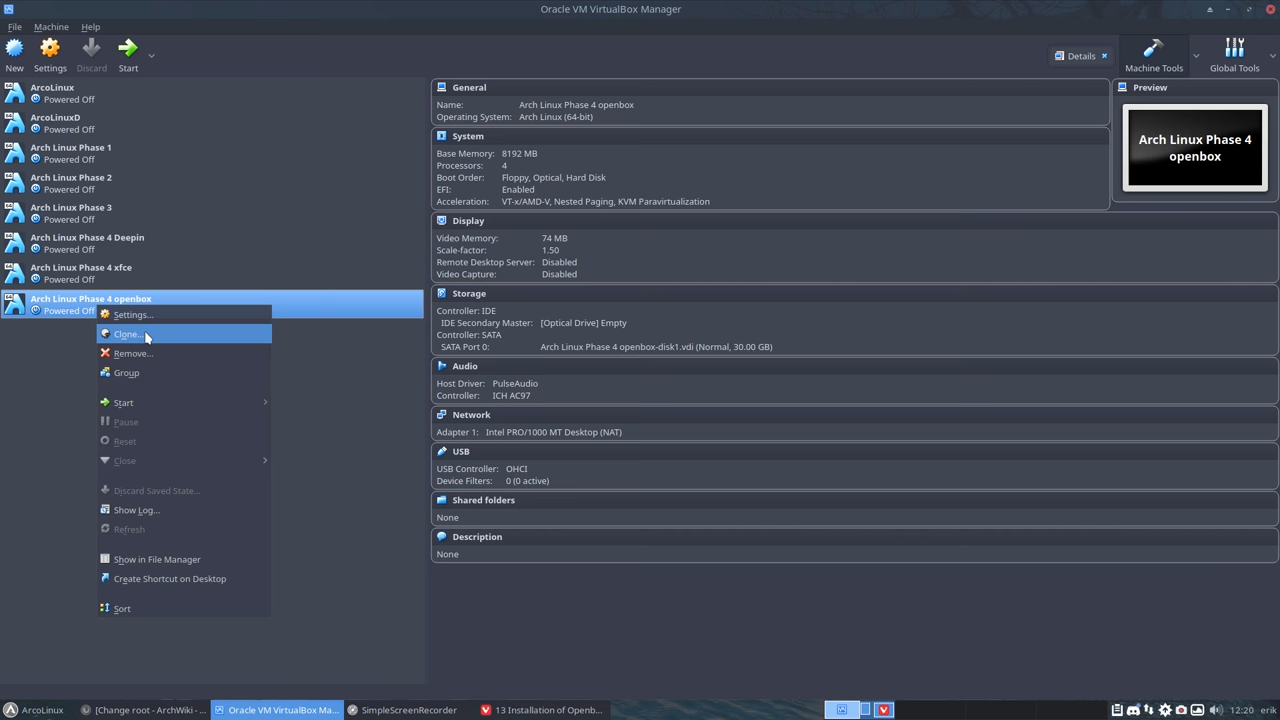 Oracle VM VirtualBox Manager
File Machine Help
New Settings Discard Start
Details
Machine Tools
Global Tools
ArcoLinux
Powered Off
ArcoLinuxD
Powered Off
Arch Linux Phase 1
Powered Off
Arch Linux Phase 2
Powered Off
Arch Linux Phase 3
Powered Off
Arch Linux Phase 4 Deepin
Powered Off
Arch Linux Phase 4 xfce
Powered Off
Arch Linux Phase 4 openbox
Powered Off
Settings...
Clone...
Remove...
Group
Start
Pause
Reset
Close
Discard Saved State...
Show Log...
Refresh
Show in File Manager
Create Shortcut on Desktop
Sort
General
Name: Arch Linux Phase 4 openbox
Operating System: Arch Linux (64-bit)
System
Base Memory: 8192 MB
Processors: 4
Boot Order: Floppy, Optical, Hard Disk
EFI: Enabled
Acceleration: VT-x/AMD-V, Nested Paging, KVM Paravirtualization
Display
Video Memory: 74 MB
Scale-factor: 1.50
Remote Desktop Server: Disabled
Video Capture: Disabled
Storage
Controller: IDE
IDE Secondary Master: [Optical Drive] Empty
Controller: SATA
SATA Port 0: Arch Linux Phase 4 openbox-disk1.vdi (Normal, 30.00 GB)
Audio
Host Driver: PulseAudio
Controller: ICH AC97
Network
Adapter 1: Intel PRO/1000 MT Desktop (NAT)
USB
USB Controller: OHCI
Device Filters: 0 (0 active)
Shared folders
None
Description
None
Preview
Arch Linux Phase 4
openbox
ArcoLinux
[Change root - ArchWiki - ...
Oracle VM VirtualBox Ma...
SimpleScreenRecorder
13 Installation of Openb...
12:20 erik